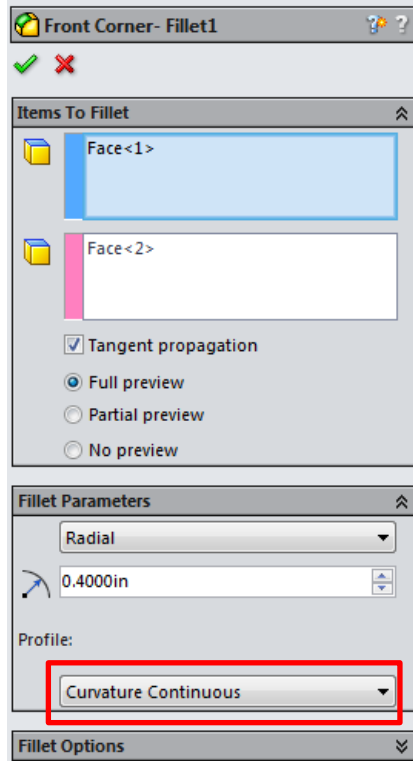 Front Corner- Fillet1 ?
Items To Fillet
Face<1>
Face<2>
Tangent propagation
Full preview
Partial preview
No preview
Fillet Parameters
Radial
0.4000in
Profile:
Curvature Continuous
Fillet Options